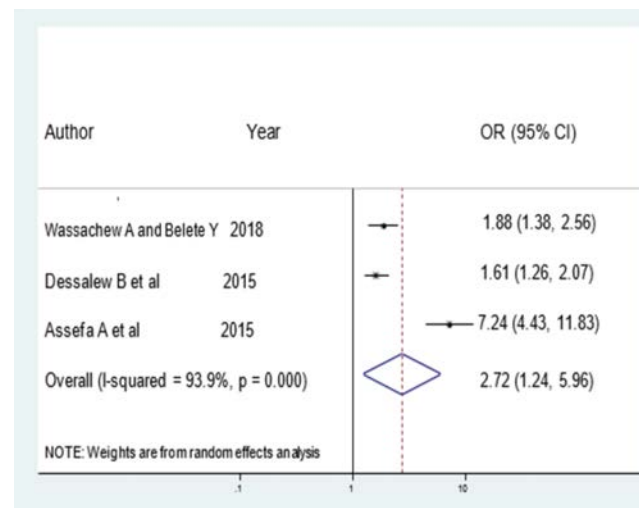 Author Year OR (95% CI)
Wassachew A and Belete Y 2018 1.88 (1.38, 2.56)
Dessalew B et al 2015 1.61 (1.26, 2.07)
Assefa A et al 2015 7.24 (4.43, 11.83)
Overall (I-squared = 93.9%, p = 0.000) 2.72 (1.24, 5.96)
NOTE: Weights are from random effects analysis
.1 1 10